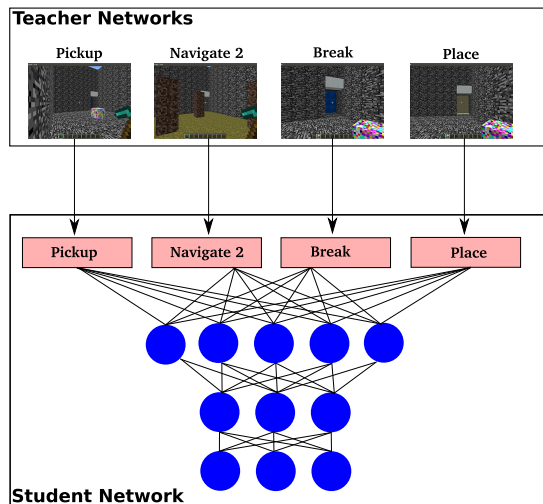 Teacher Networks
Pickup Navigate 2 Break Place
Pickup Navigate 2 Break Place
Student Network